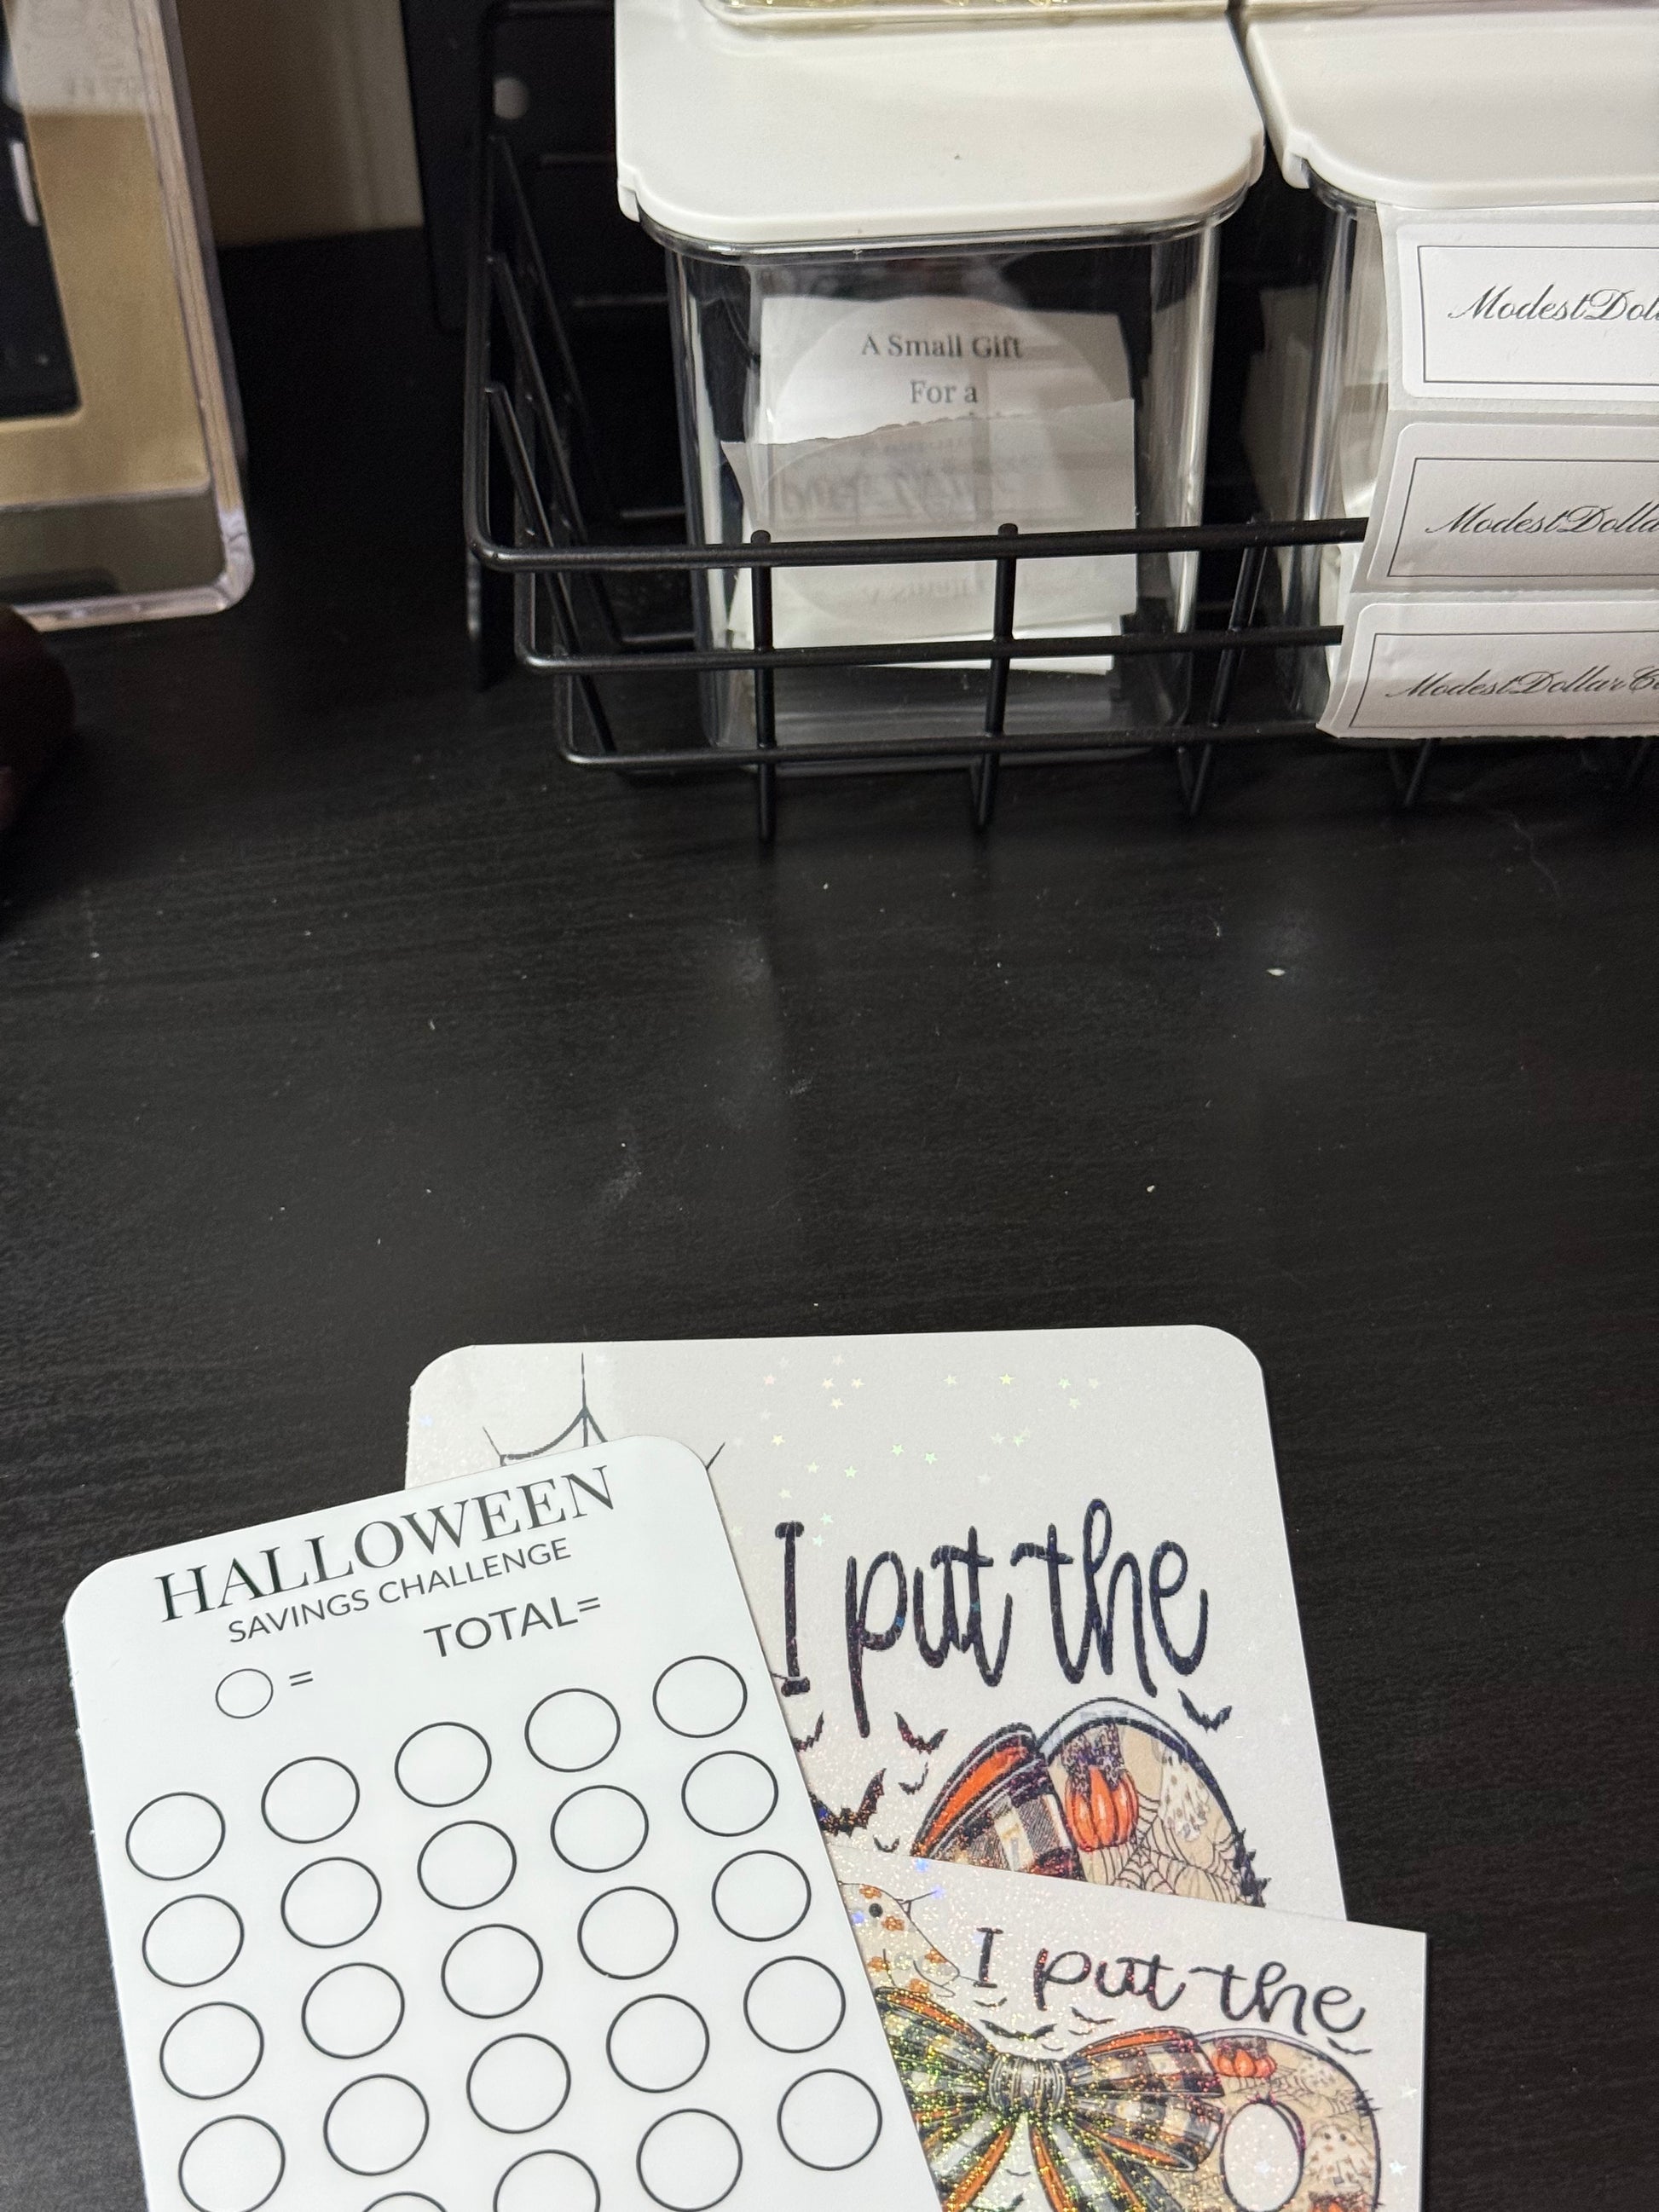 A Small Gift
For a
ModestDoll
ModestDolla
ModestDollarC
HALLOWEEN
SAVINGS CHALLENGE
TOTAL=
=
I put the
I put the